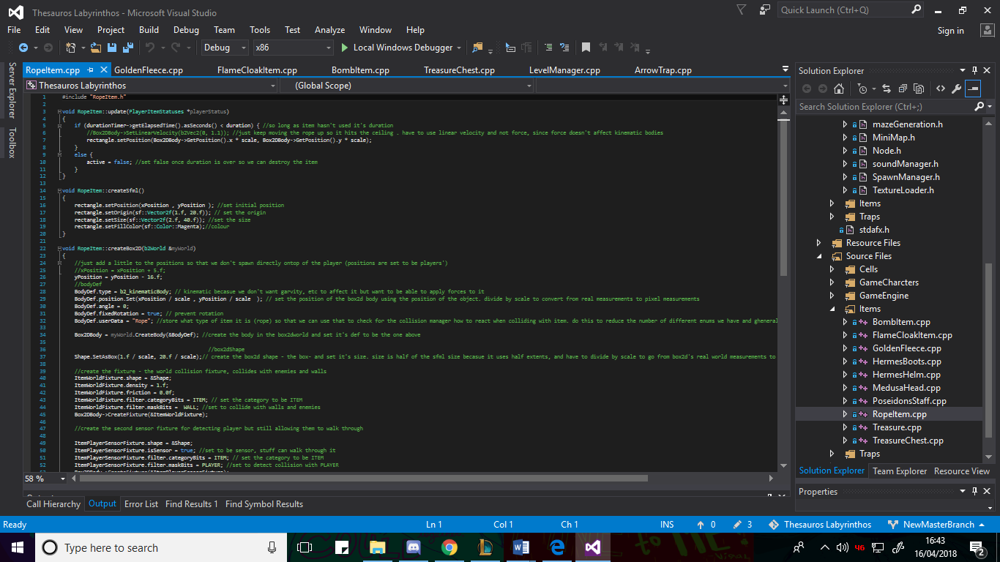 Thesauros Labyrinthos - Microsoft Visual Studio
Quick Launch (Ctrl+Q)
File Edit View Project Build Debug Team Tools Test Analyze Window Help
Sign in
Debug x86 Local Windows Debugger
Server Explorer
Toolbox
RopeItem.cpp GoldenFleece.cpp FlameCloakItem.cpp BombItem.cpp TreasureChest.cpp LevelManager.cpp ArrowTrap.cpp
Thesauros Labyrinthos (Global Scope)
1 #include "RopeItem.h"
2
3 void RopeItem::update(PlayerItemStatuses *playerStatus)
4 {
5 if (durationTimer->getElapsedTime().asSeconds() < duration) { //so long as item hasn't used it's duration
6 //Box2DBody->SetLinearVelocity(b2Vec2(0, 1.1)); //just keep moving the rope up so it hits the ceiling . have to use linear velocity and not force, since force doesn't affect kinematic bodies
7 rectangle.setPosition(Box2DBody->GetPosition().x * scale, Box2DBody->GetPosition().y * scale);
8 }
9 else {
10 active = false; //set false once duration is over so we can destroy the item
11 }
12 }
13
14 void RopeItem::createSfml()
15 {
16 rectangle.setPosition(xPosition , yPosition ); //set initial position
17 rectangle.setOrigin(sf::Vector2f(1.f, 20.f)); // set the origin
18 rectangle.setSize(sf::Vector2f(2.f, 40.f)); //set the size
19 rectangle.setFillColor(sf::Color::Magenta);//colour
20 }
21
22 void RopeItem::createBox2D(b2World &myWorld)
23 {
24 //just add a little to the positions so that we don't spawn directly ontop of the player (positions are set to be players')
25 //xPosition = xPosition + 5.f;
26 yPosition = yPosition - 16.f;
27 //bodyDef
28 BodyDef.type = b2_kinematicBody; // kinematic becasue we don't want garvity, etc to affect it but want to be able to apply forces to it
29 BodyDef.position.Set(xPosition / scale , yPosition / scale ); // set the position of the box2d body using the position of the object. divide by scale to convert from real measurements to pixel measurements
30 BodyDef.angle = 0;
31 BodyDef.fixedRotation = true; // prevent rotation
32 BodyDef.userData = "Rope"; //store what type of item it is (rope) so that we can use that to check for the collision manager how to react when colliding with item. do this to reduce the number of different enums we have and gheneral
33
34 Box2DBody = myWorld.CreateBody(&BodyDef); //create the body in the box2dworld and set it's def to be the one above
35
36 //box2dShape
37 Shape.SetAsBox(1.f / scale, 20.f / scale);// create the box2d shape - the box- and set it's size. size is half of the sfml size becasue it uses half extents, and have to divide by scale to go from box2d's real world measurements to
38
39 //create the fixture - the world collision fixture, collides with enemies and walls
40 ItemWorldFixture.shape = &Shape;
41 ItemWorldFixture.density = 1.f;
42 ItemWorldFixture.friction = 0.0f;
43 ItemWorldFixture.filter.categoryBits = ITEM; // set the category to be ITEM
44 ItemWorldFixture.filter.maskBits = WALL; //set to collide with walls and enemies
45 Box2DBody->CreateFixture(&ItemWorldFixture);
46
47 //create the second sensor fixture for detecting player but still allowing them to walk through
48
49 ItemPlayerSensorFixture.shape = &Shape;
50 ItemPlayerSensorFixture.isSensor = true; //set to be sensor, stuff can walk through it
51 ItemPlayerSensorFixture.filter.categoryBits = ITEM; // set the category to be ITEM
52 ItemPlayerSensorFixture.filter.maskBits = PLAYER; //set to detect collision with PLAYER
58 %
Call Hierarchy Output Error List Find Results 1 Find Symbol Results
Solution Explorer
Search Solution Explorer (Ctrl+;)
mazeGeneration.h
MiniMap.h
Node.h
soundManager.h
SpawnManager.h
TextureLoader.h
Items
Traps
stdafx.h
Resource Files
Source Files
Cells
GameCharcters
GameEngine
Items
BombItem.cpp
FlameCloakItem.cpp
GoldenFleece.cpp
HermesBoots.cpp
HermesHelm.cpp
MedusaHead.cpp
PoseidonsStaff.cpp
RopeItem.cpp
Treasure.cpp
TreasureChest.cpp
Traps
Solution Explorer Team Explorer Resource View
Properties
Ready Ln 1 Col 1 Ch 1 INS 0 3 Thesauros Labyrinthos NewMasterBranch
Type here to search
16:43
16/04/2018
2